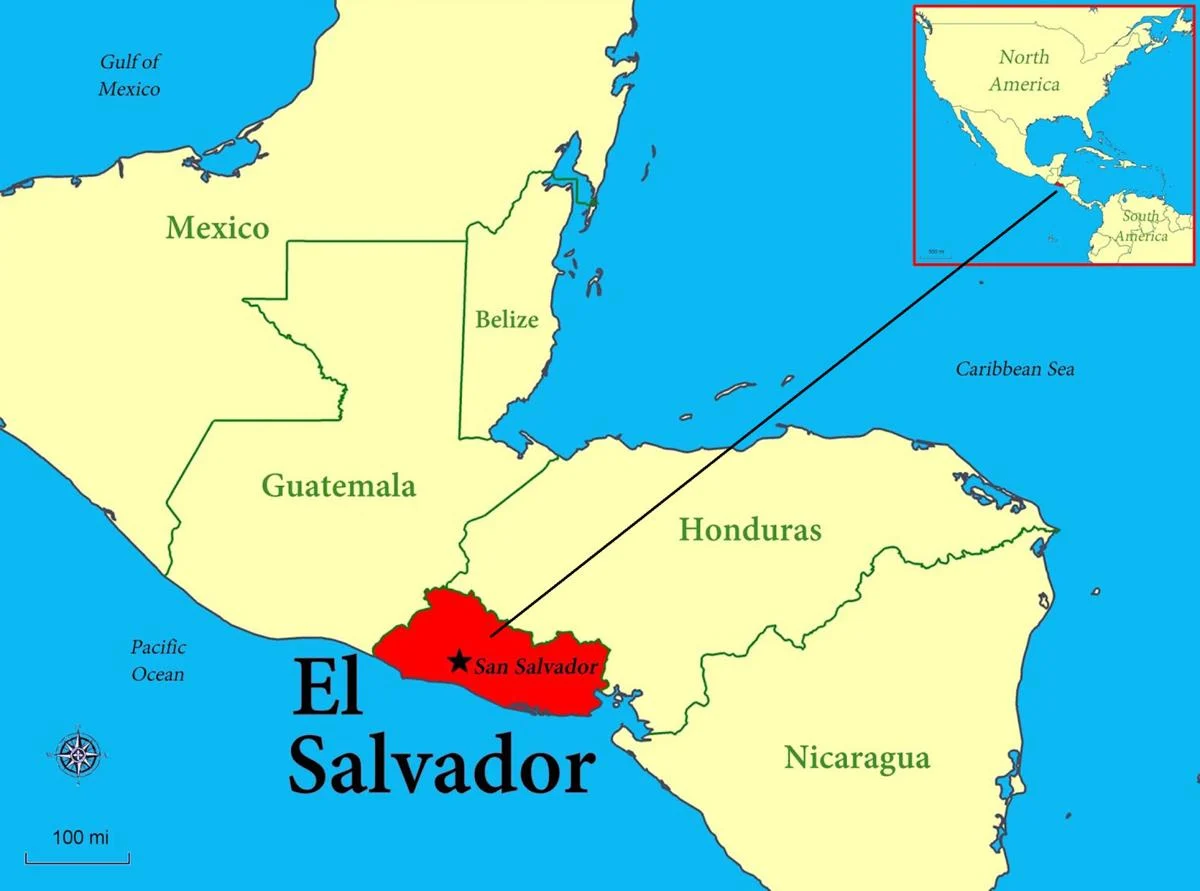 Gulf of
Mexico
North
America
South
America
Mexico
Belize
Caribbean Sea
Guatemala
Honduras
Pacific
Ocean
San Salvador
El
Salvador
Nicaragua
100 mi